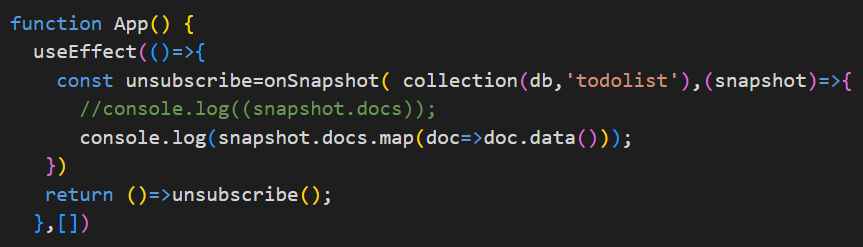 function App() {
  useEffect(()=>{
    const unsubscribe=onSnapshot( collection(db,'todolist'),(snapshot)=>{
      //console.log((snapshot.docs));
      console.log(snapshot.docs.map(doc=>doc.data()));
   })
   return ()=>unsubscribe();
  },[])